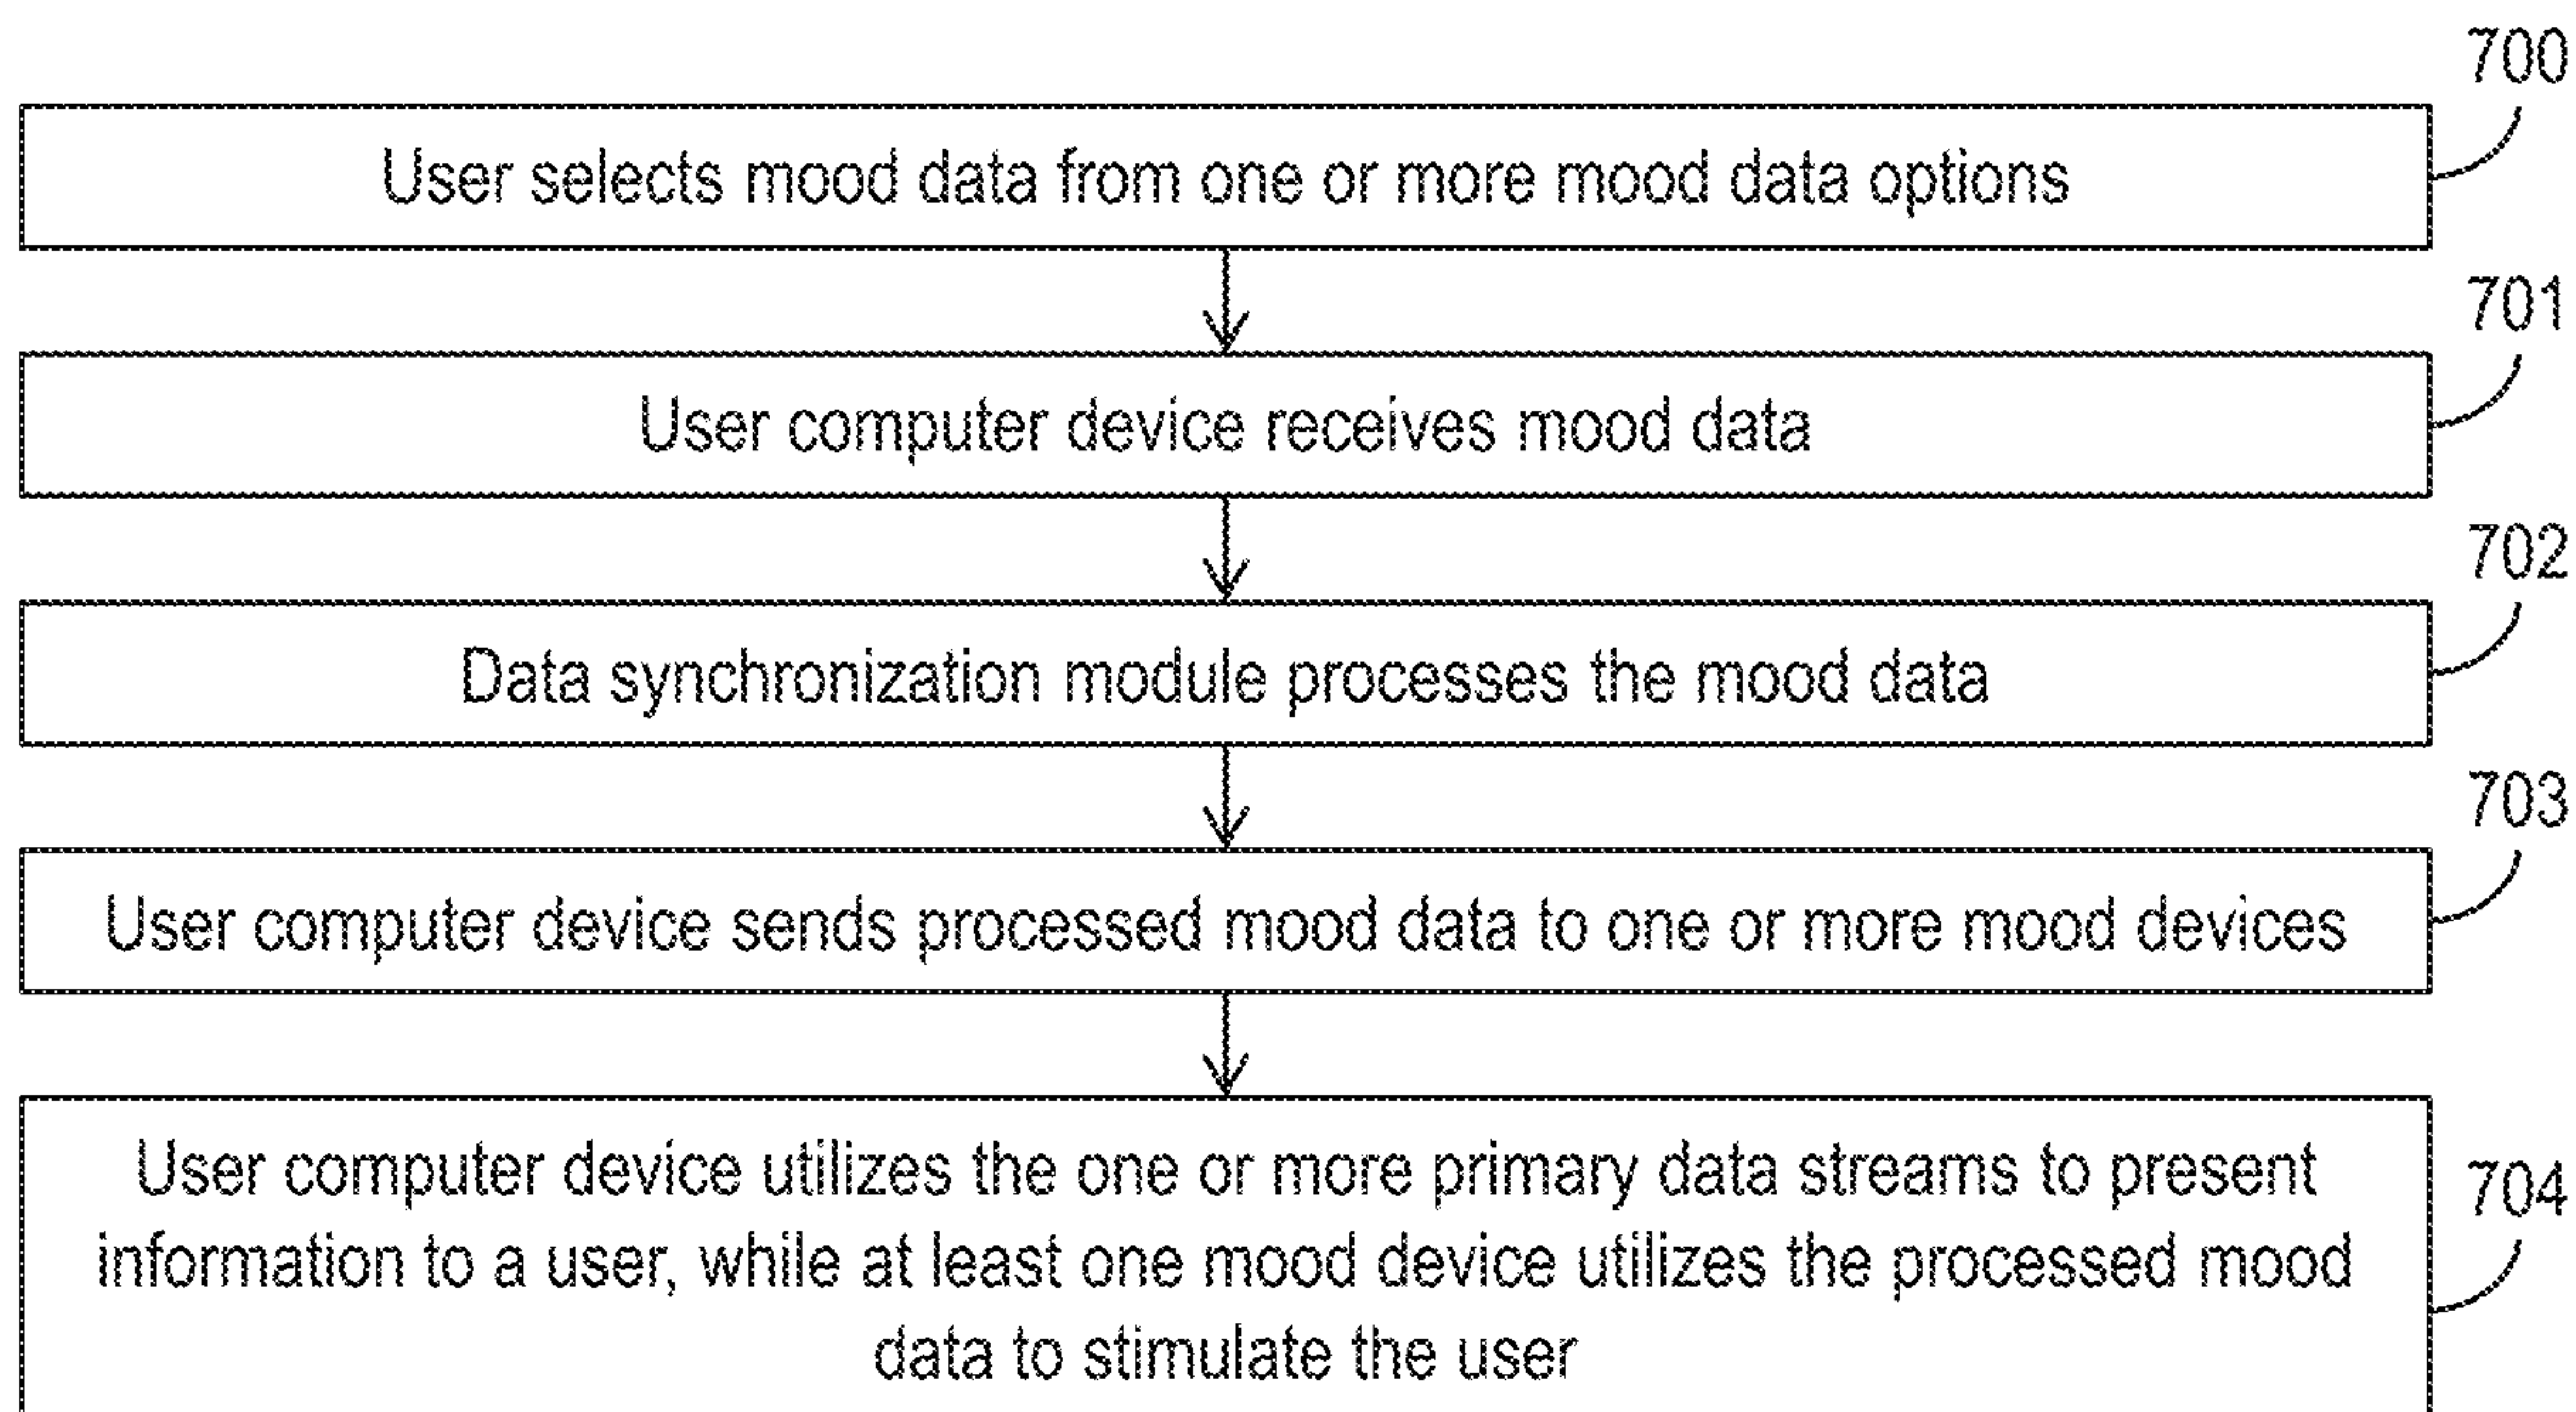 700
User selects mood data from one or more mood data options
701
User computer device receives mood data
702
Data synchronization module processes the mood data
703
User computer device sends processed mood data to one or more mood devices
704
User computer device utilizes the one or more primary data streams to present
information to a user, while at least one mood device utilizes the processed mood
data to stimulate the user